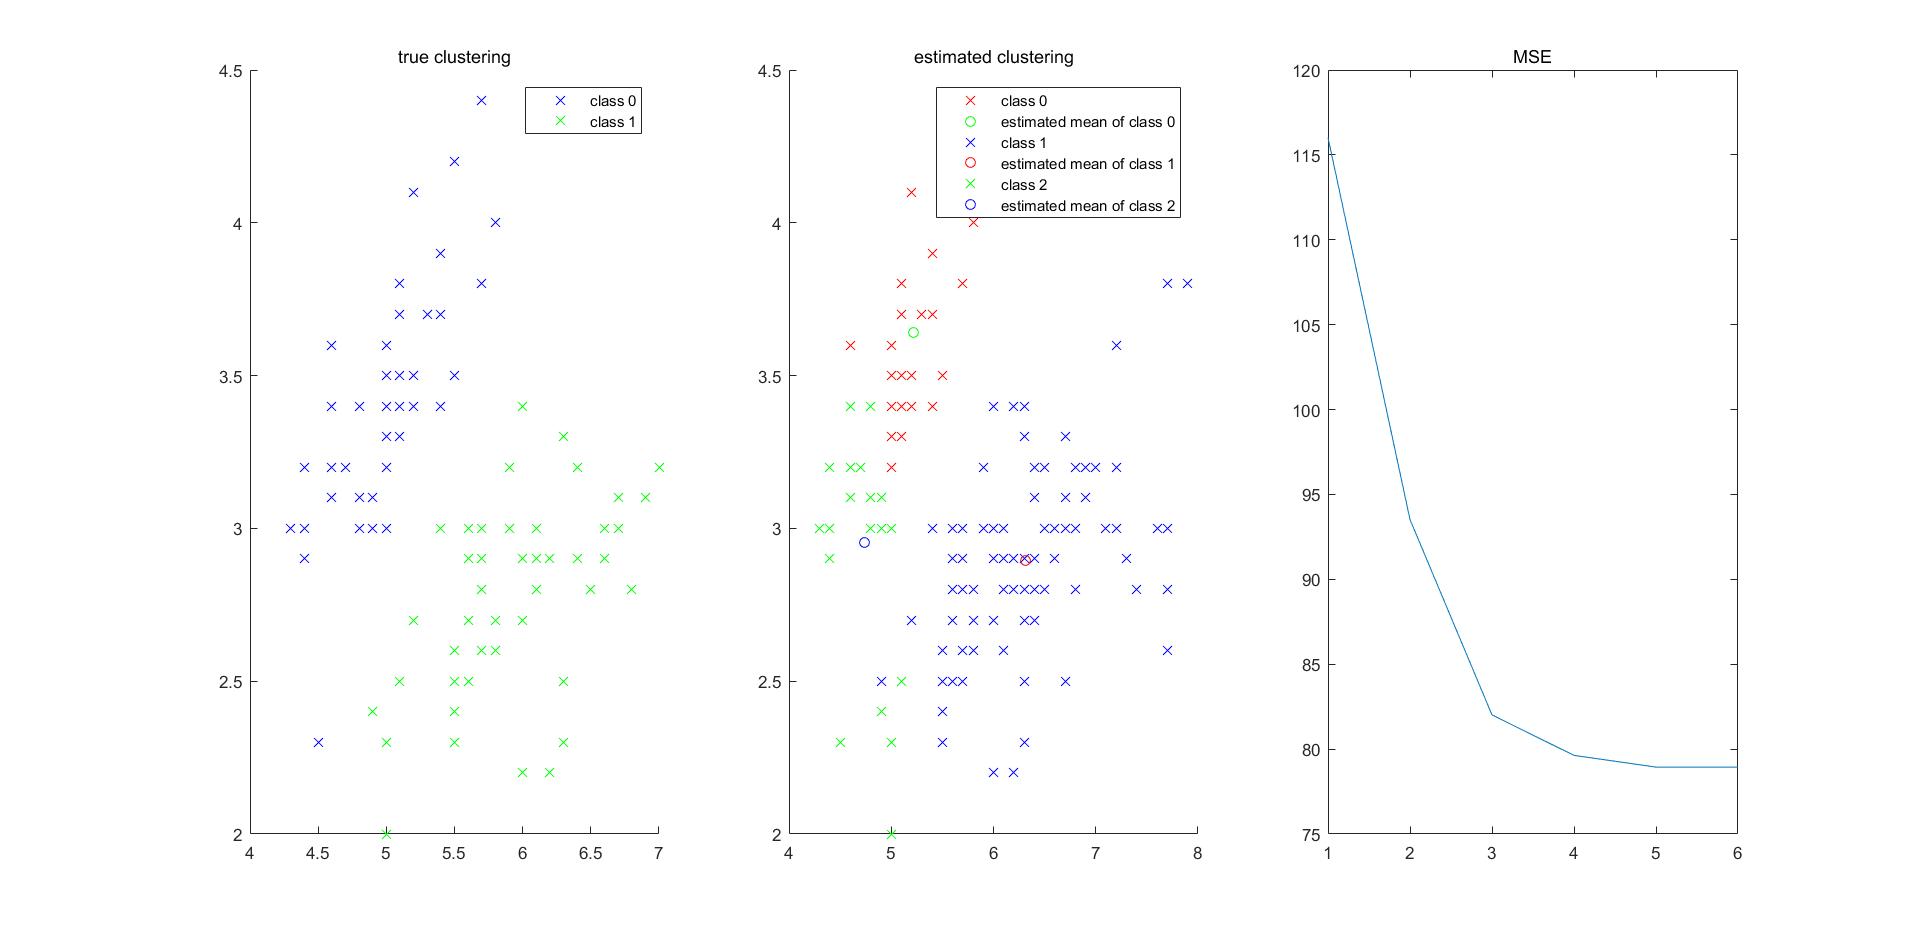 true clustering
4.5
4
3.5
3
2.5
2
4 4.5 5 5.5 6 6.5 7
class 0
class 1
estimated clustering
4.5
4
3.5
3
2.5
2
4 5 6 7 8
class 0
estimated mean of class 0
class 1
estimated mean of class 1
class 2
estimated mean of class 2
MSE
120
115
110
105
100
95
90
85
80
75
1 2 3 4 5 6